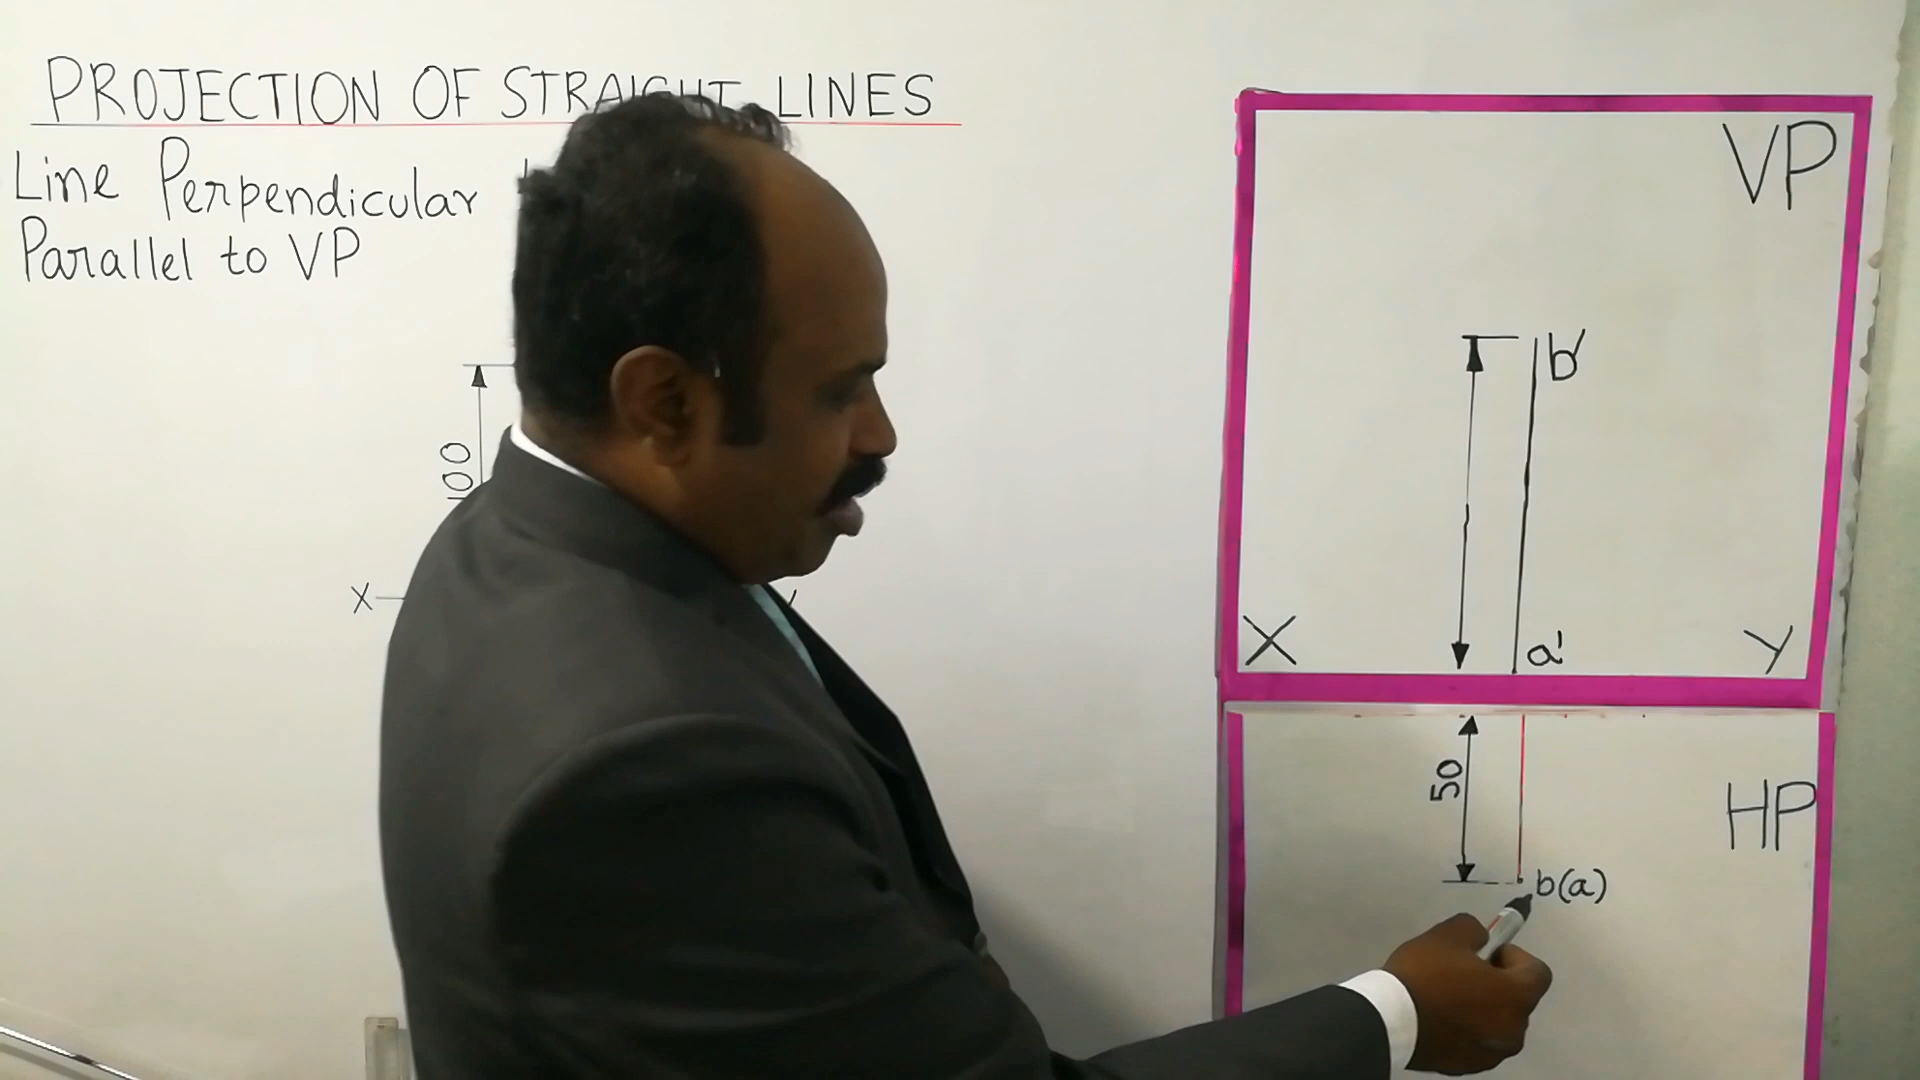 PROJECTION OF STRAIGHT LINES
Line Perpendicular
Parallel to VP
100
X
VP
b'
a'
X
Y
50
HP
b(a)